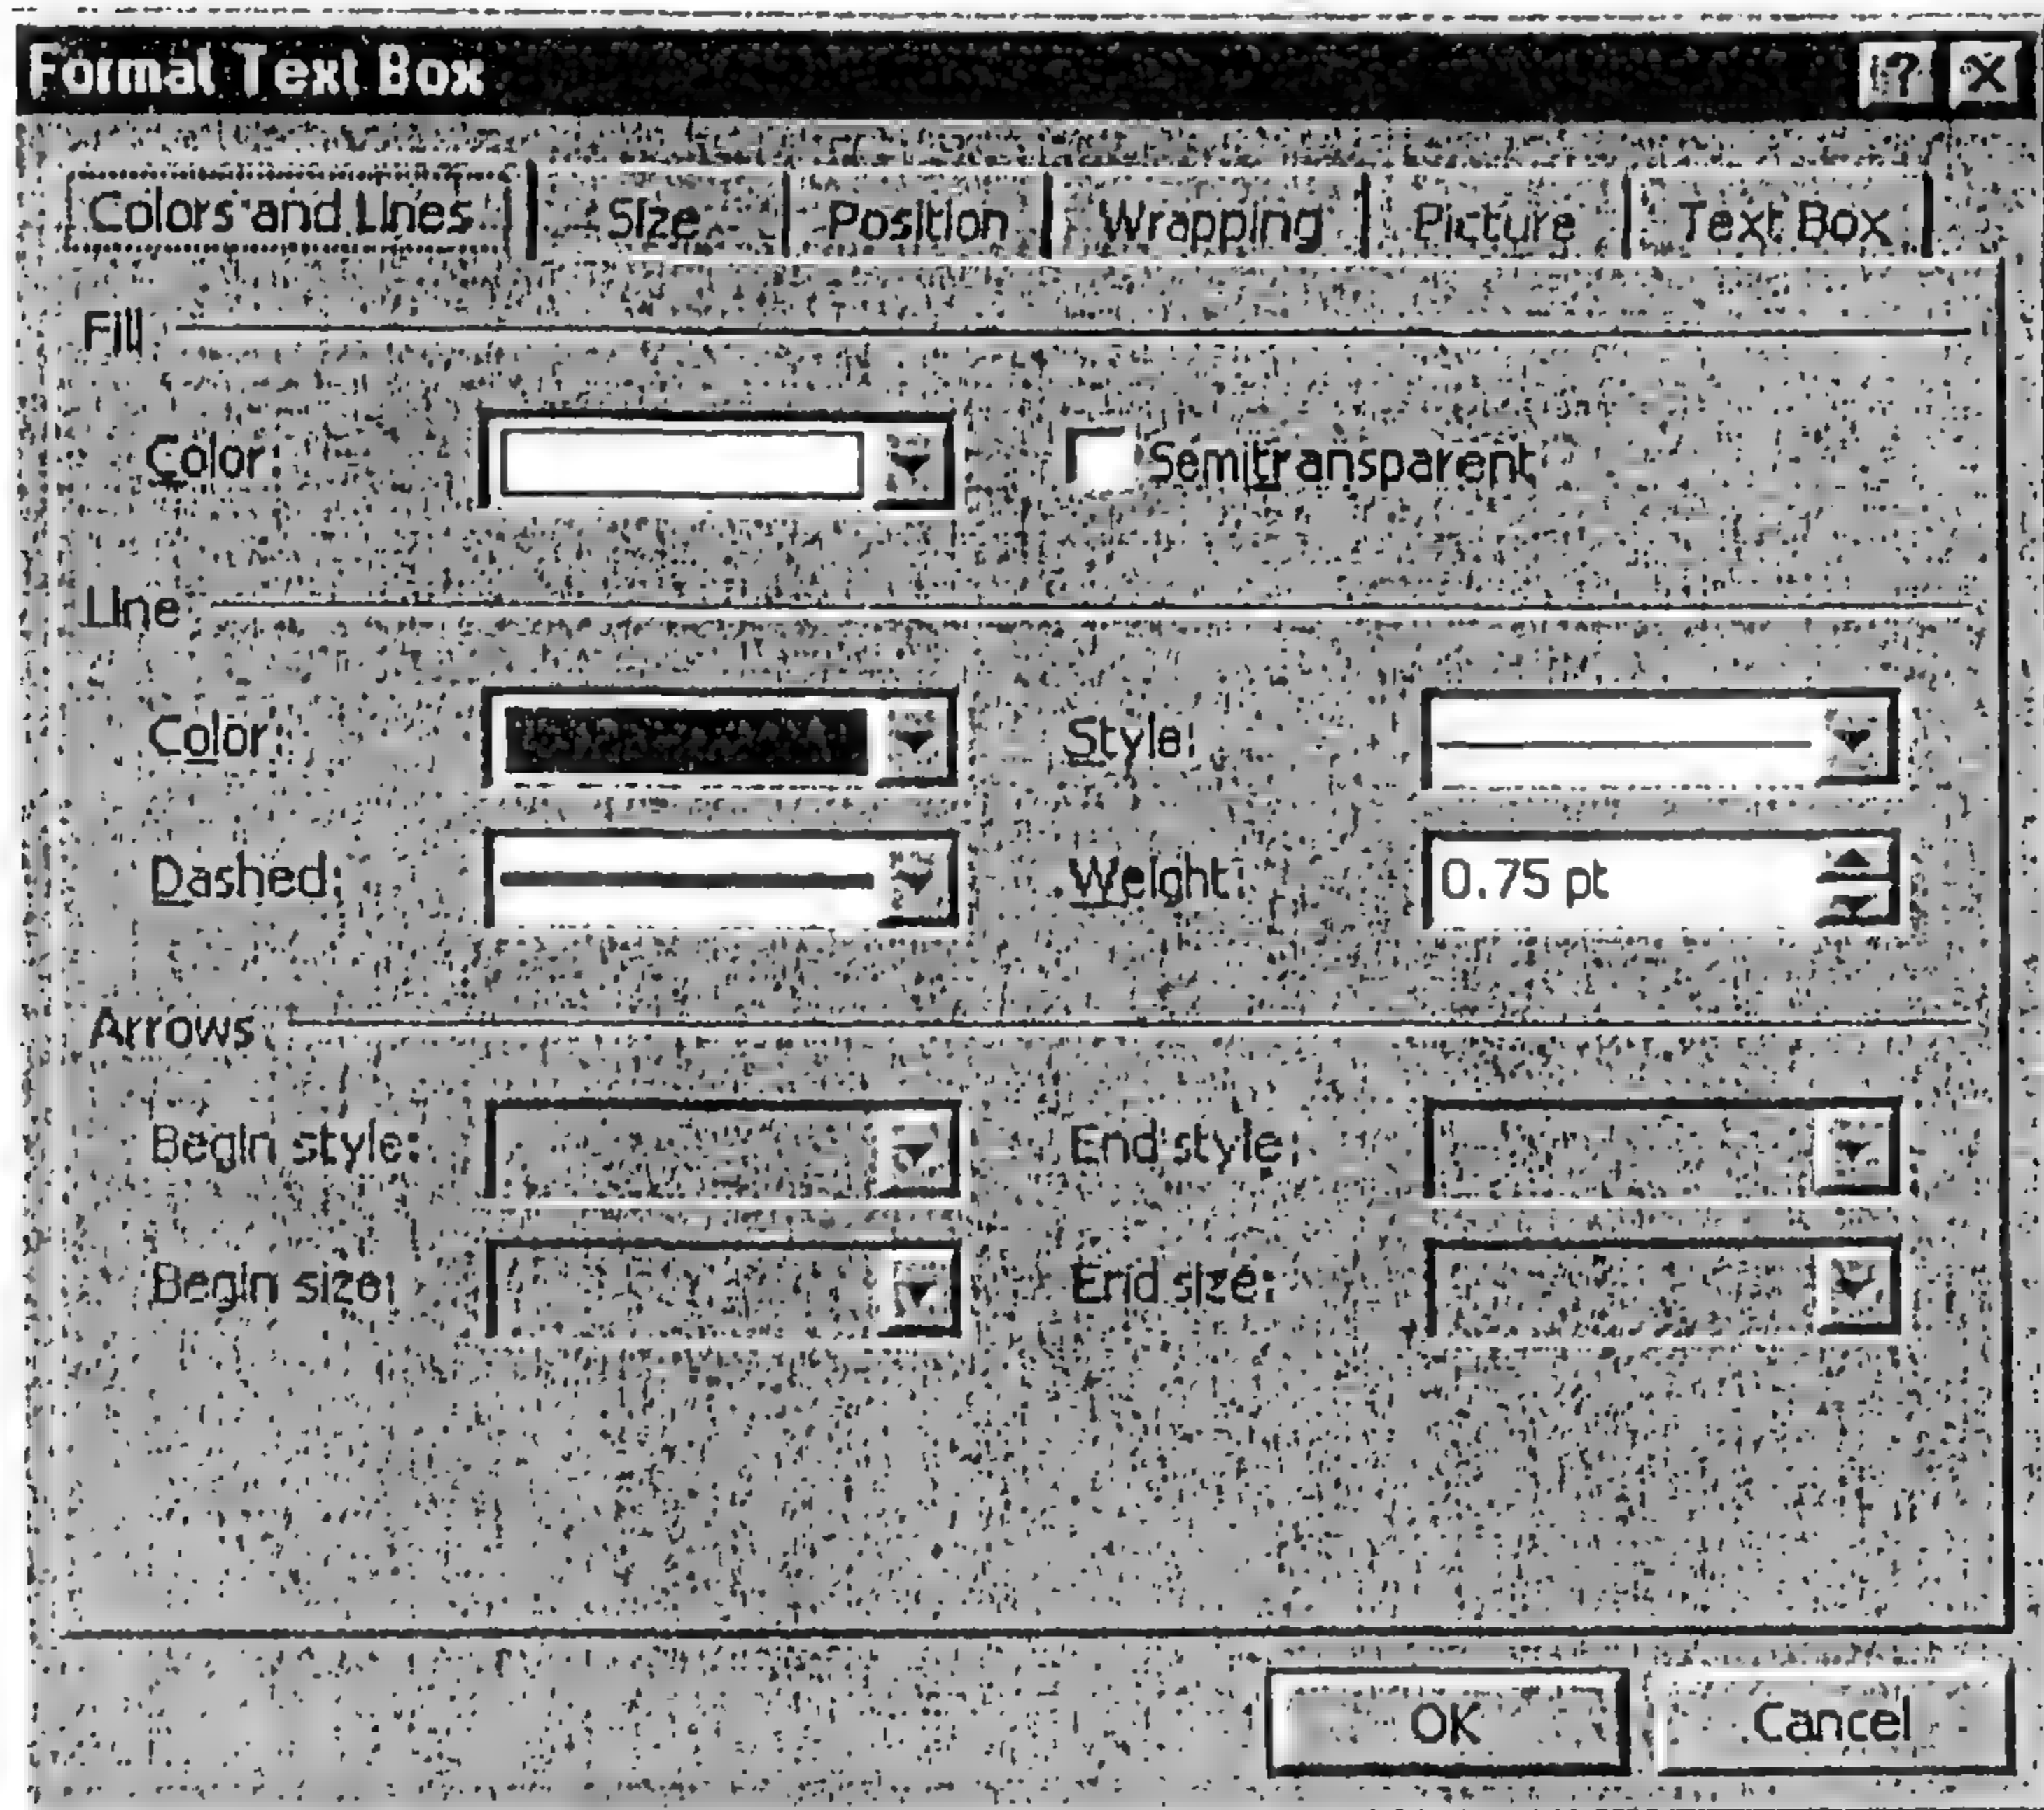 Format Text Box ? X
Colors and Lines Size Position Wrapping Picture Text Box
Fill
Color: Semitransparent
Line
Color: Style:
Dashed: Weight: 0.75 pt
Arrows
Begin style: End style:
Begin size: End size:
OK Cancel